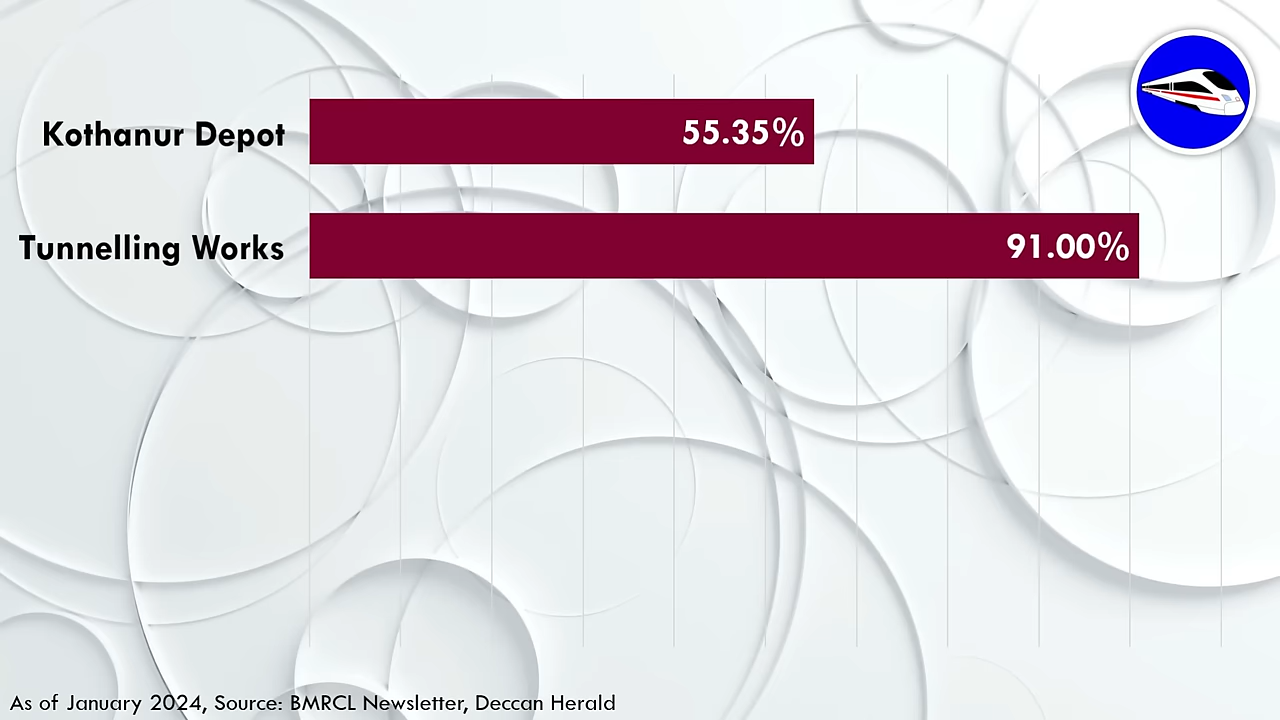 Kothanur Depot 55.35%
Tunnelling Works 91.00%
As of January 2024, Source: BMRCL Newsletter, Deccan Herald